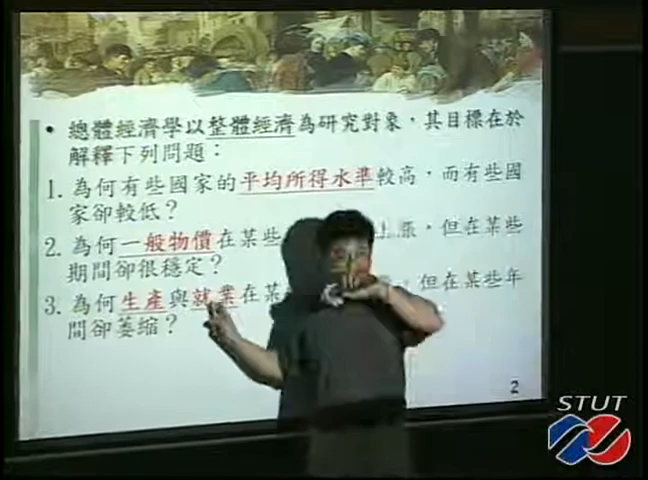 • 總體經濟學以整體經濟為研究對象，其目標在於
解釋下列問題：
1. 為何有些國家的平均所得水準較高，而有些國
家卻較低？
2. 為何一般物價在某些 上漲，但在某些
期間卻很穩定？
3. 為何生產與就業在某 但在某些年
間卻萎縮？
2
STUT